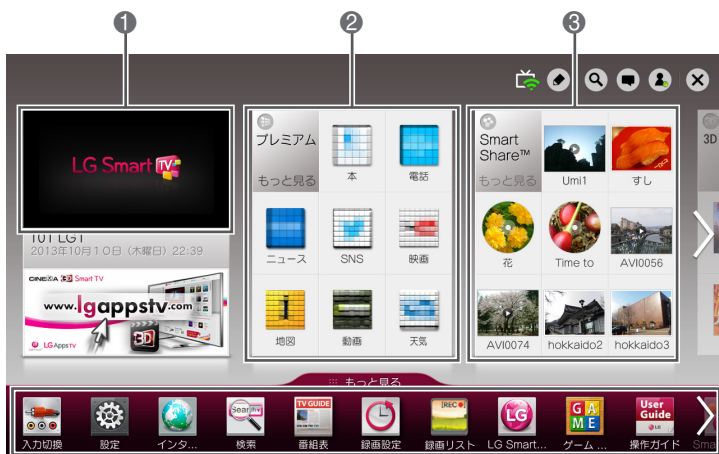 ❶
❷
❸
LG Smart TV
101 LG1
2013年10月10日（木曜日）22:39
CINEMA 3D Smart TV
www.lgappstv.com
3D
LG Apps TV
プレミアム
もっと見る
本
電話
ニュース
SNS
映画
地図
動画
天気
Smart
Share™
もっと見る
Umi1
すし
花
Time to
AVI0056
AVI0074
hokkaido2
hokkaido3
3D
もっと見る
入力切換
設定
インタ...
Search
検索
TV GUIDE
番組表
録画設定
[REC ●]
録画リスト
LG
LG Smart...
GAME
ゲーム ...
User
Guide
LG
操作ガイド
Sma